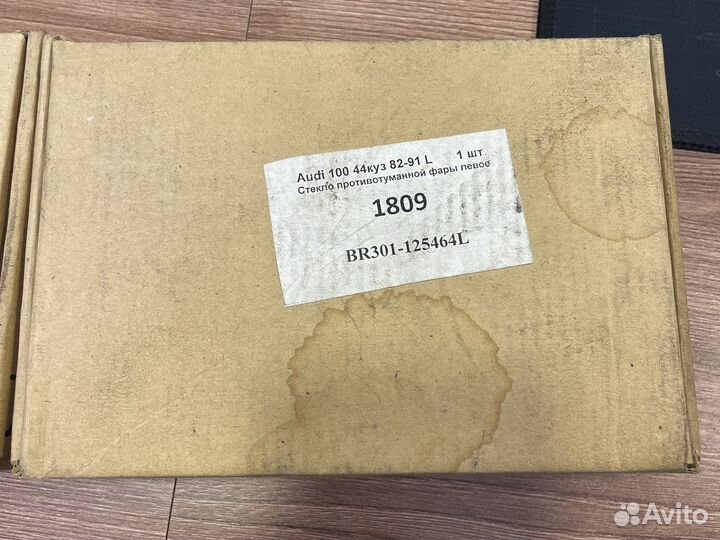 Audi 100 44куз 82-91 L 1 шт
Стекло противотуманной фары левое
1809
BR301-125464L
Avito